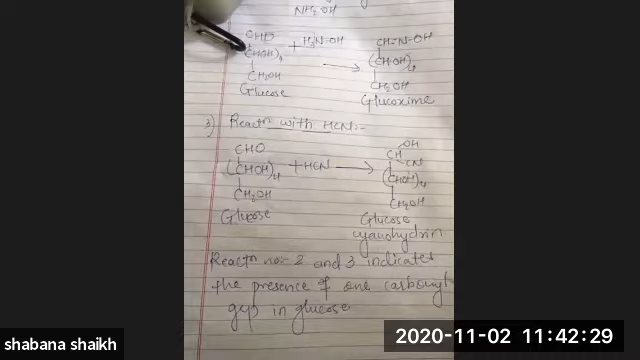 NH2OH
CHO CH=N-OH
(CHOH)4 + H2N-OH → (CHOH)4
CH2OH CH2OH
Glucose Glucoxime
3) Reactn with HCN:-
CHO CH OH
CN
(CHOH)4 + HCN → (CHOH)4
CH2OH CH2OH
Glucose Glucose
cyanohydrin
Reactn no. 2 and 3 indicates
the presence of one carbonyl
grp in glucose
shabana shaikh
2020-11-02 11:42:29